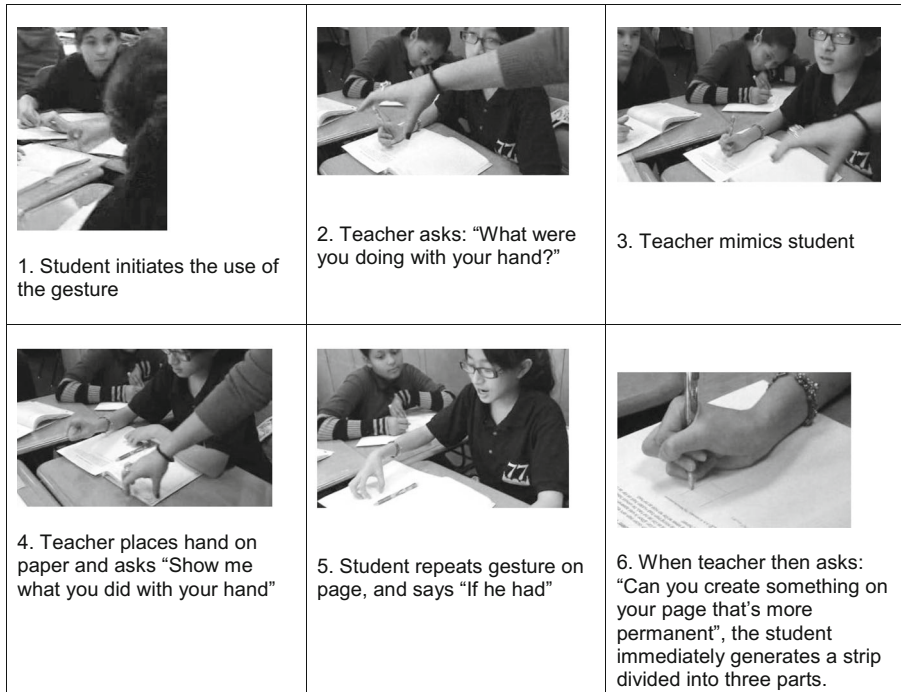 1. Student initiates the use of
the gesture
77
2. Teacher asks: “What were
you doing with your hand?”
77
3. Teacher mimics student
4. Teacher places hand on
paper and asks “Show me
what you did with your hand”
77
5. Student repeats gesture on
page, and says “If he had”
6. When teacher then asks:
“Can you create something on
your page that’s more
permanent”, the student
immediately generates a strip
divided into three parts.